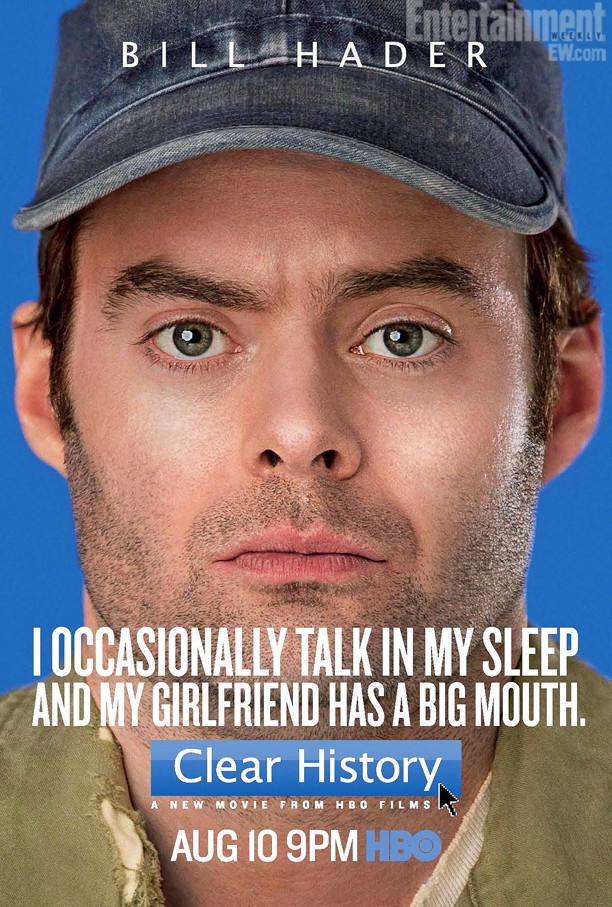 Entertainment
WEEKLY
EW.com
BILL HADER
I OCCASIONALLY TALK IN MY SLEEP
AND MY GIRLFRIEND HAS A BIG MOUTH.
Clear History
A NEW MOVIE FROM HBO FILMS
AUG 10 9PM HBO